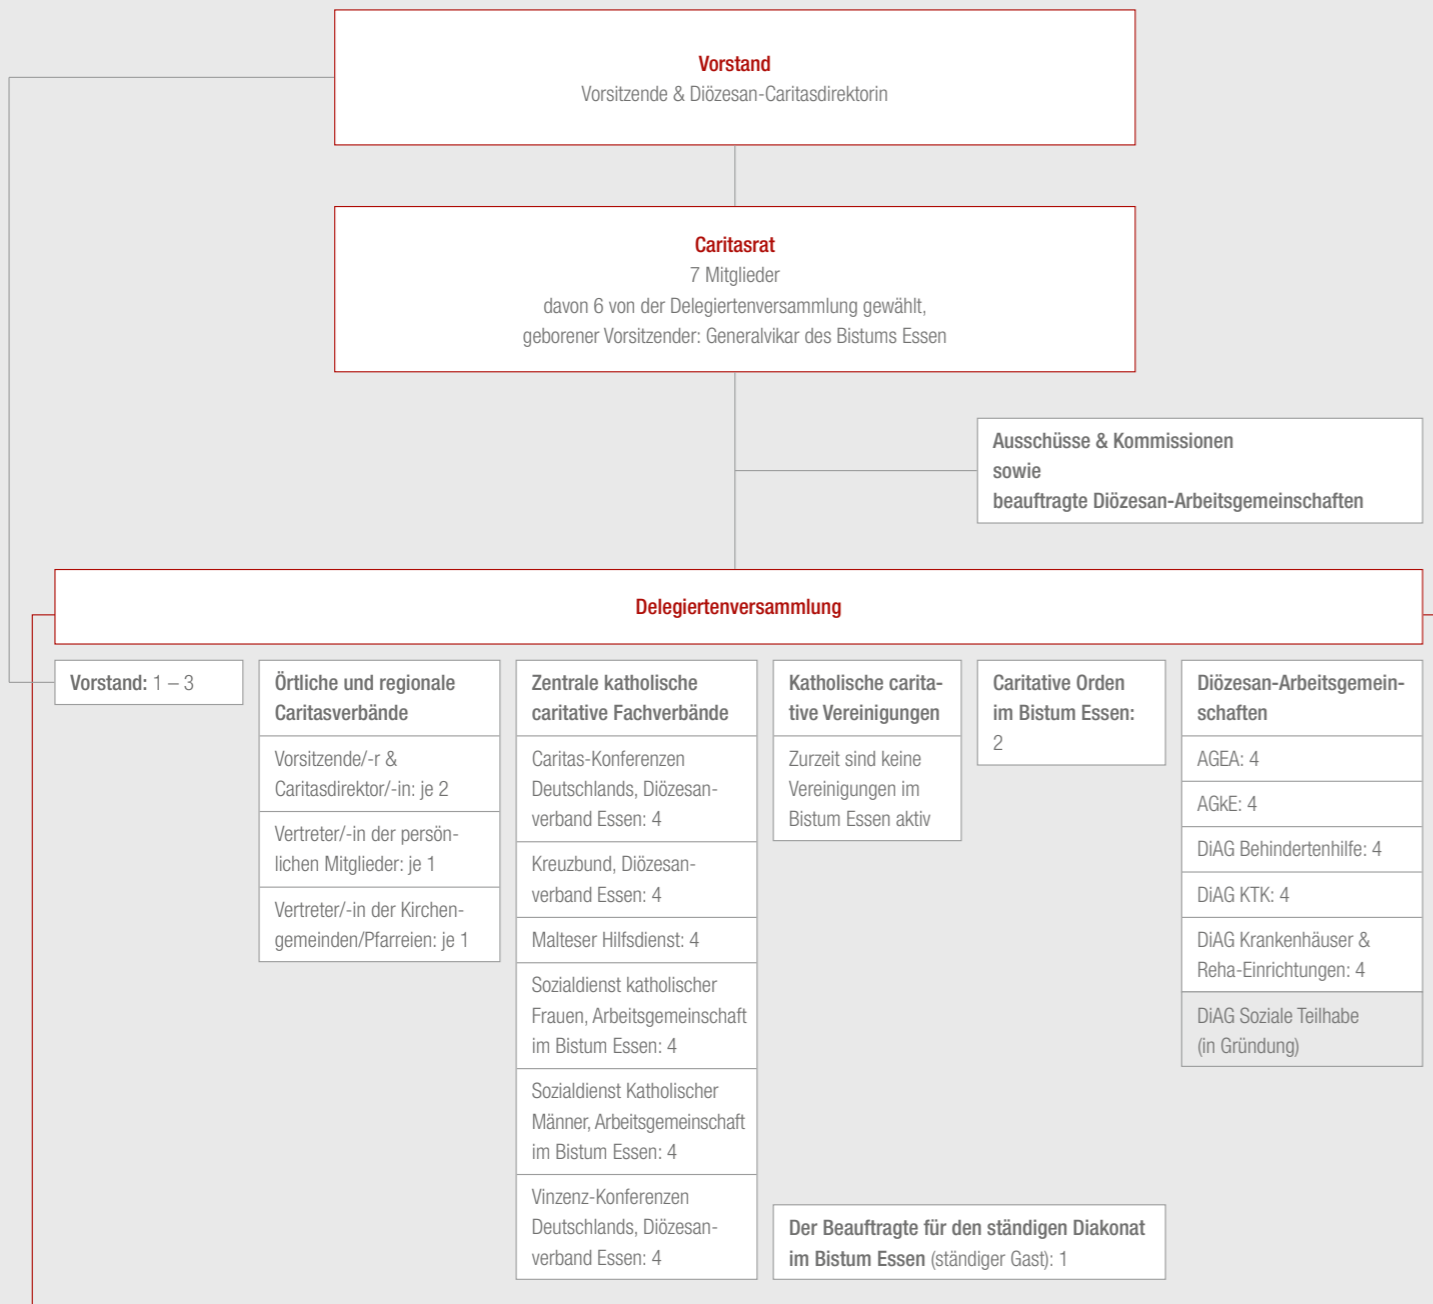 Vorstand
Vorsitzende & Diözesan-Caritasdirektorin
Caritasrat
7 Mitglieder
davon 6 von der Delegiertenversammlung gewählt,
geborener Vorsitzender: Generalvikar des Bistums Essen
Ausschüsse & Kommissionen
sowie
beauftragte Diözesan-Arbeitsgemeinschaften
Delegiertenversammlung
Vorstand: 1 – 3
Örtliche und regionale
Caritasverbände
Vorsitzende/-r &
Caritasdirektor/-in: je 2
Vertreter/-in der persön-
lichen Mitglieder: je 1
Vertreter/-in der Kirchen-
gemeinden/Pfarreien: je 1
Zentrale katholische
caritative Fachverbände
Caritas-Konferenzen
Deutschlands, Diözesan-
verband Essen: 4
Kreuzbund, Diözesan-
verband Essen: 4
Malteser Hilfsdienst: 4
Sozialdienst katholischer
Frauen, Arbeitsgemeinschaft
im Bistum Essen: 4
Sozialdienst Katholischer
Männer, Arbeitsgemeinschaft
im Bistum Essen: 4
Vinzenz-Konferenzen
Deutschlands, Diözesan-
verband Essen: 4
Katholische carita-
tive Vereinigungen
Zurzeit sind keine
Vereinigungen im
Bistum Essen aktiv
Caritative Orden
im Bistum Essen:
2
Diözesan-Arbeitsgemein-
schaften
AGEA: 4
AGkE: 4
DiAG Behindertenhilfe: 4
DiAG KTK: 4
DiAG Krankenhäuser &
Reha-Einrichtungen: 4
DiAG Soziale Teilhabe
(in Gründung)
Der Beauftragte für den ständigen Diakonat
im Bistum Essen (ständiger Gast): 1